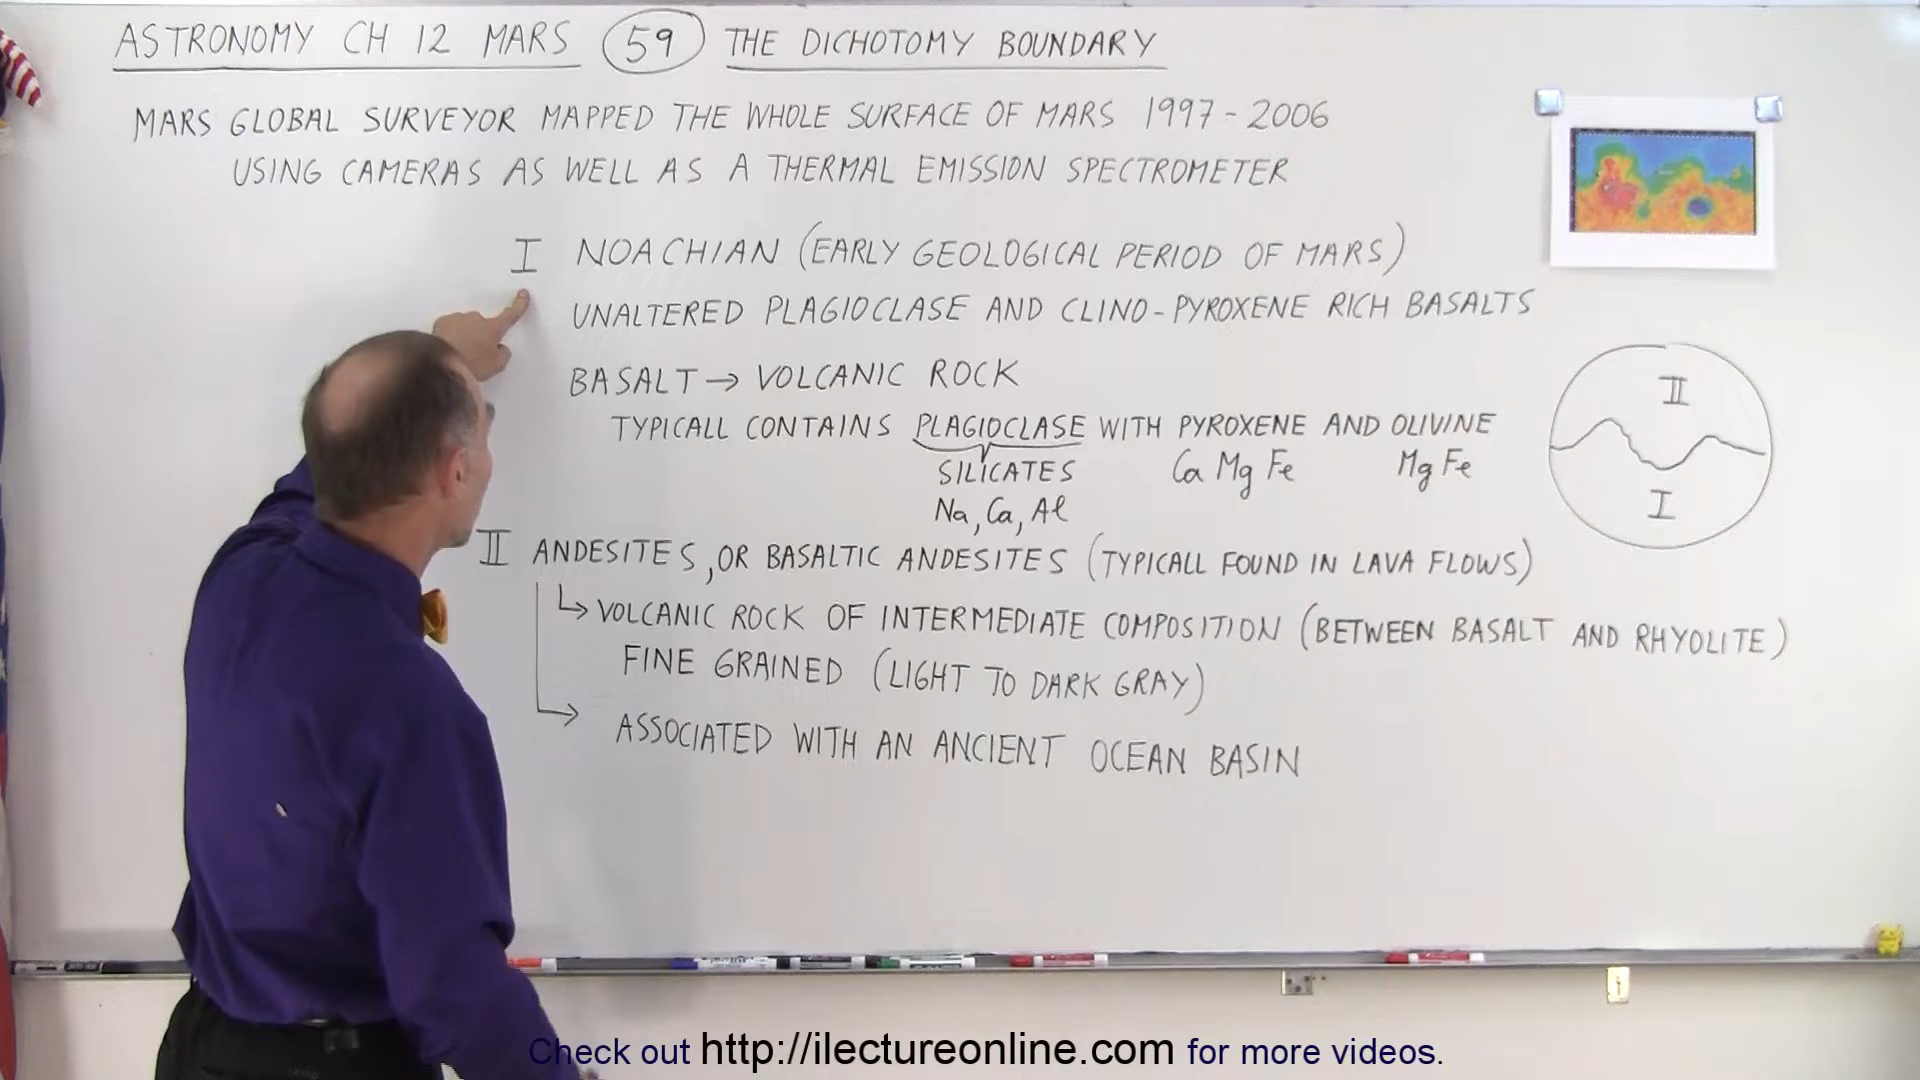 ASTRONOMY CH 12 MARS 59 THE DICHOTOMY BOUNDARY
MARS GLOBAL SURVEYOR MAPPED THE WHOLE SURFACE OF MARS 1997-2006
USING CAMERAS AS WELL AS A THERMAL EMISSION SPECTROMETER
I NOACHIAN (EARLY GEOLOGICAL PERIOD OF MARS)
UNALTERED PLAGIOCLASE AND CLINO-PYROXENE RICH BASALTS
BASALT → VOLCANIC ROCK
TYPICALL CONTAINS PLAGIOCLASE WITH PYROXENE AND OLIVINE
SILICATES Ca Mg Fe Mg Fe
Na, Ca, Al
II
I
II ANDESITES, OR BASALTIC ANDESITES (TYPICALL FOUND IN LAVA FLOWS)
↳ VOLCANIC ROCK OF INTERMEDIATE COMPOSITION (BETWEEN BASALT AND RHYOLITE)
FINE GRAINED (LIGHT TO DARK GRAY)
ASSOCIATED WITH AN ANCIENT OCEAN BASIN
Check out http://ilectureonline.com for more videos.